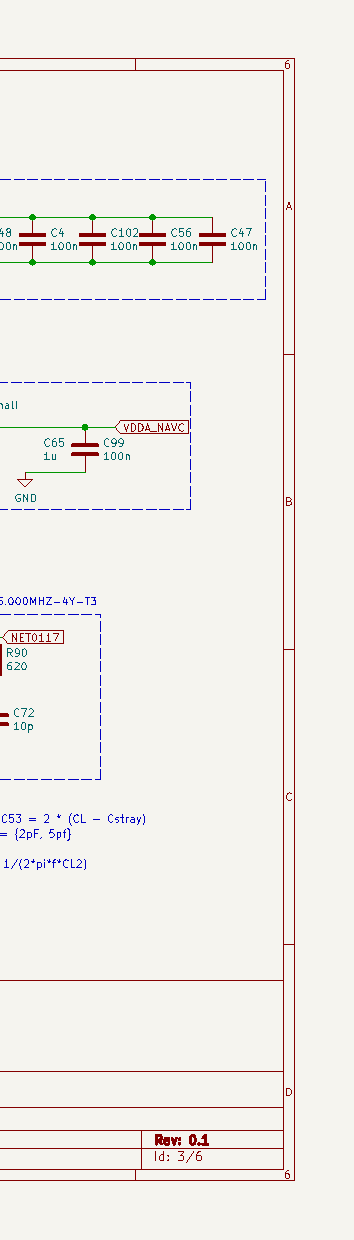 6
A
48 C4 C102 C56 C47
00n 100n 100n 100n 100n
mall
VDDA_NAVC
C65 C99
1u 100n
GND
B
5.000MHZ-4Y-T3
NET0117
R90
620
C72
10p
C
C53 = 2 * (CL - Cstray)
= {2pF, 5pf}
1/(2*pi*f*CL2)
D
Rev: 0.1
Id: 3/6
6